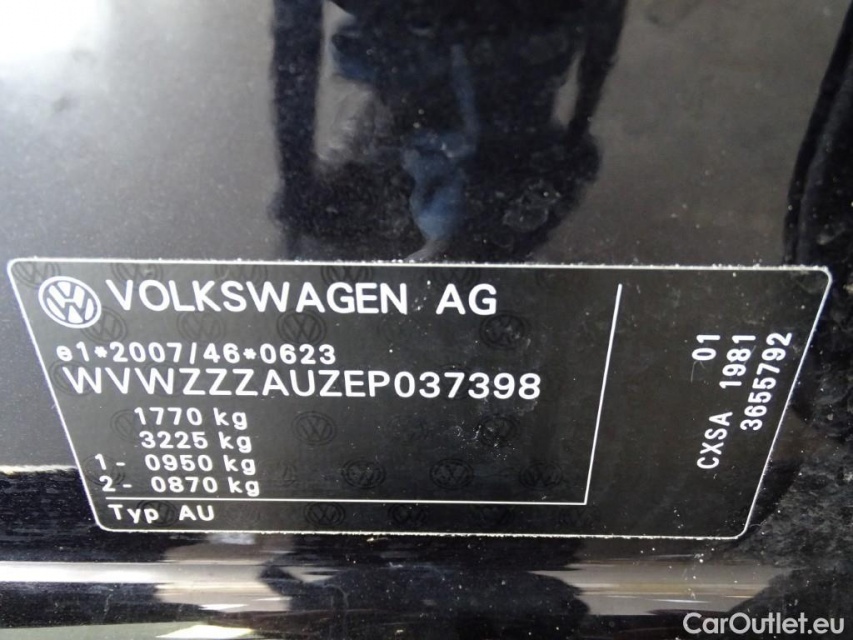 VOLKSWAGEN AG
e1*2007/46*0623
WVWZZZAUZEP037398
1770 kg
3225 kg
1- 0950 kg
2- 0870 kg
Typ AU
01
CXSA 1981
3655792
CarOutlet.eu